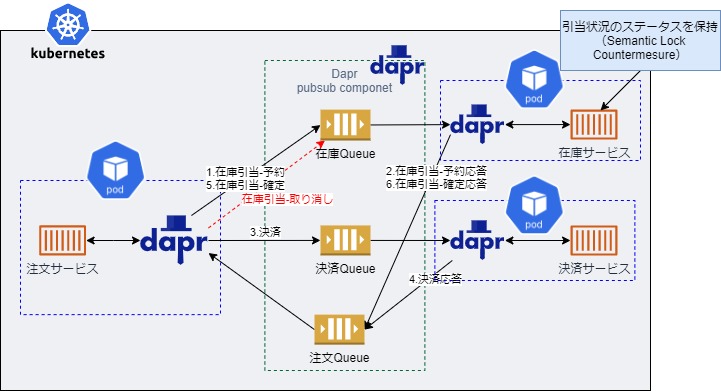 引当状況のステータスを保持
(Semantic Lock
Countermesure)
kubernetes
Dapr
pubsub componet
dapr
pod
在庫Queue
dapr
在庫サービス
1.在庫引当-予約
5.在庫引当-確定
在庫引当-取り消し
2.在庫引当-予約応答
6.在庫引当-確定応答
pod
pod
注文サービス
dapr
3.決済
決済Queue
dapr
決済サービス
4.決済応答
注文Queue